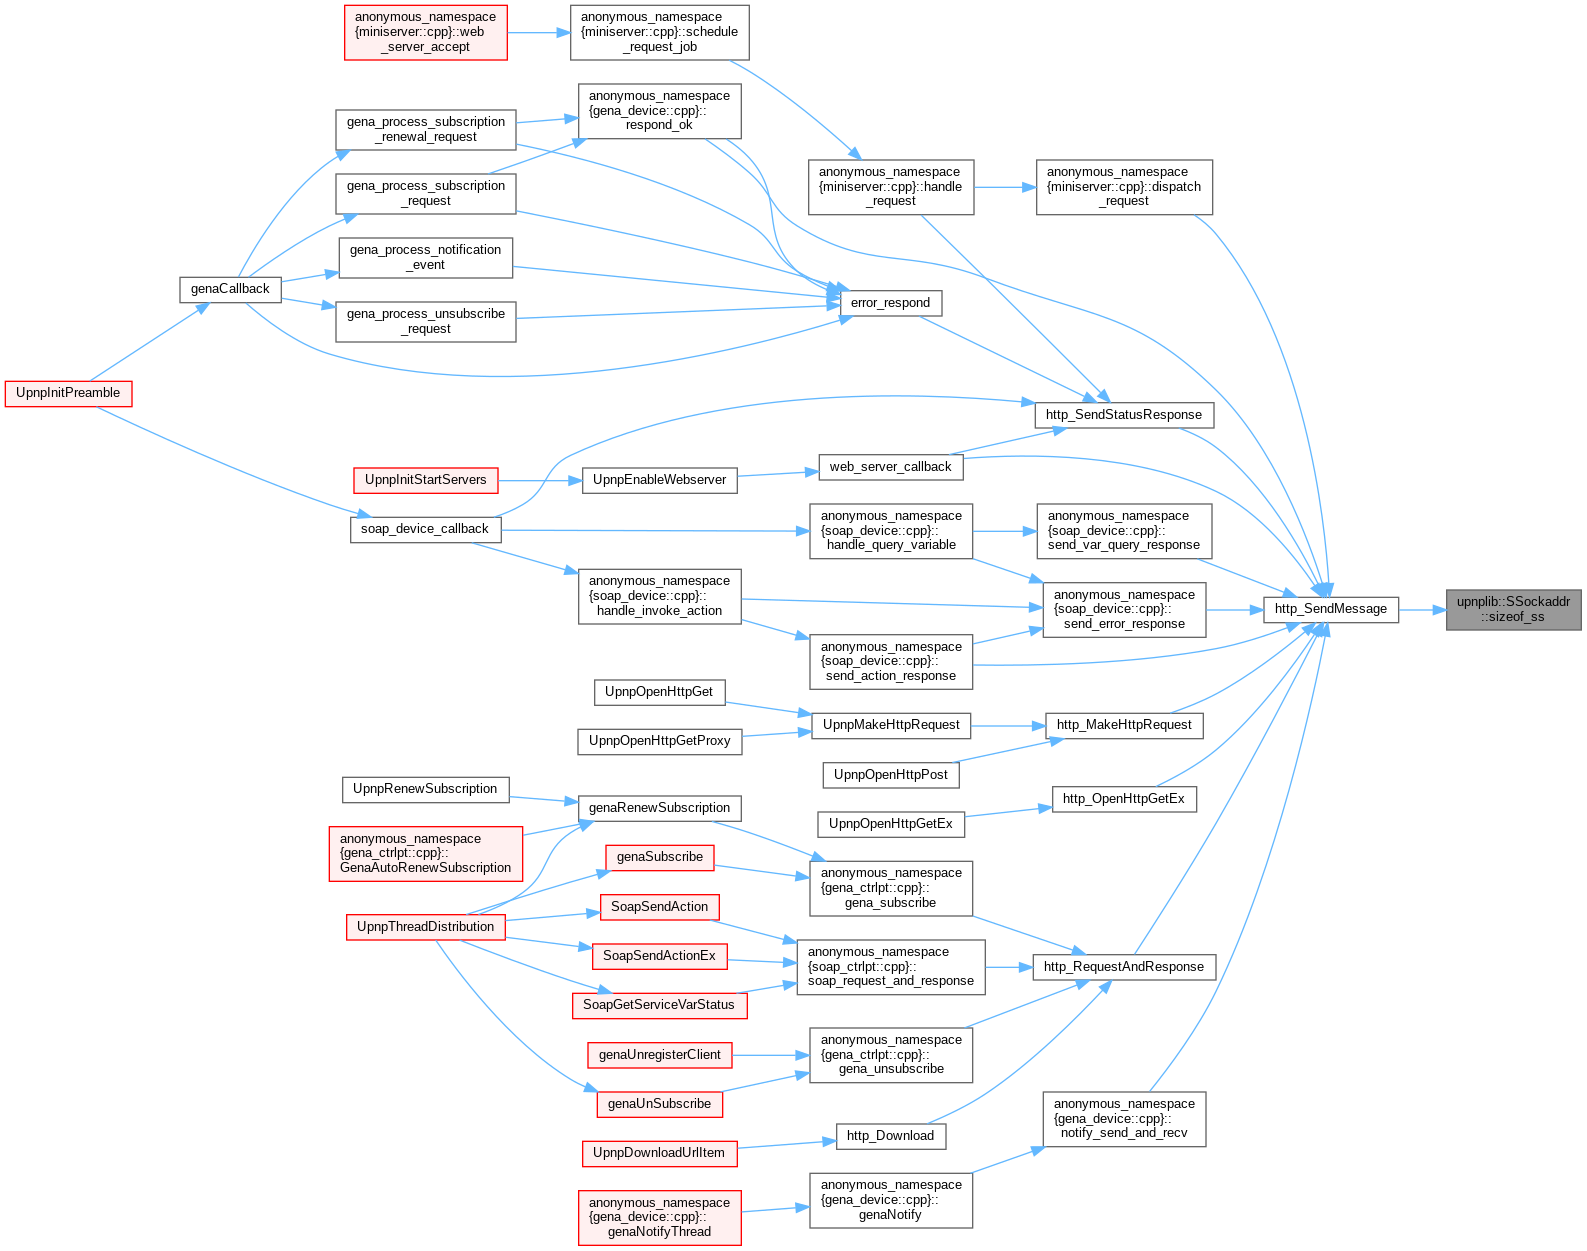 anonymous_namespace
{miniserver::cpp}::web
_server_accept
anonymous_namespace
{miniserver::cpp}::schedule
_request_job
anonymous_namespace
{gena_device::cpp}::
respond_ok
gena_process_subscription
_renewal_request
gena_process_subscription
_request
gena_process_notification
_event
gena_process_unsubscribe
_request
genaCallback
UpnpInitPreamble
anonymous_namespace
{miniserver::cpp}::handle
_request
anonymous_namespace
{miniserver::cpp}::dispatch
_request
error_respond
http_SendStatusResponse
web_server_callback
UpnpEnableWebserver
UpnpInitStartServers
soap_device_callback
anonymous_namespace
{soap_device::cpp}::
handle_query_variable
anonymous_namespace
{soap_device::cpp}::
send_var_query_response
anonymous_namespace
{soap_device::cpp}::
handle_invoke_action
anonymous_namespace
{soap_device::cpp}::
send_error_response
anonymous_namespace
{soap_device::cpp}::
send_action_response
http_SendMessage
upnplib::SSockaddr
::sizeof_ss
UpnpOpenHttpGet
UpnpOpenHttpGetProxy
UpnpMakeHttpRequest
http_MakeHttpRequest
UpnpOpenHttpPost
http_OpenHttpGetEx
UpnpOpenHttpGetEx
UpnpRenewSubscription
genaRenewSubscription
anonymous_namespace
{gena_ctrlpt::cpp}::
GenaAutoRenewSubscription
genaSubscribe
anonymous_namespace
{gena_ctrlpt::cpp}::
gena_subscribe
UpnpThreadDistribution
SoapSendAction
SoapSendActionEx
SoapGetServiceVarStatus
anonymous_namespace
{soap_ctrlpt::cpp}::
soap_request_and_response
http_RequestAndResponse
genaUnregisterClient
genaUnSubscribe
anonymous_namespace
{gena_ctrlpt::cpp}::
gena_unsubscribe
UpnpDownloadUrlItem
http_Download
anonymous_namespace
{gena_device::cpp}::
notify_send_and_recv
anonymous_namespace
{gena_device::cpp}::
genaNotify
anonymous_namespace
{gena_device::cpp}::
genaNotifyThread